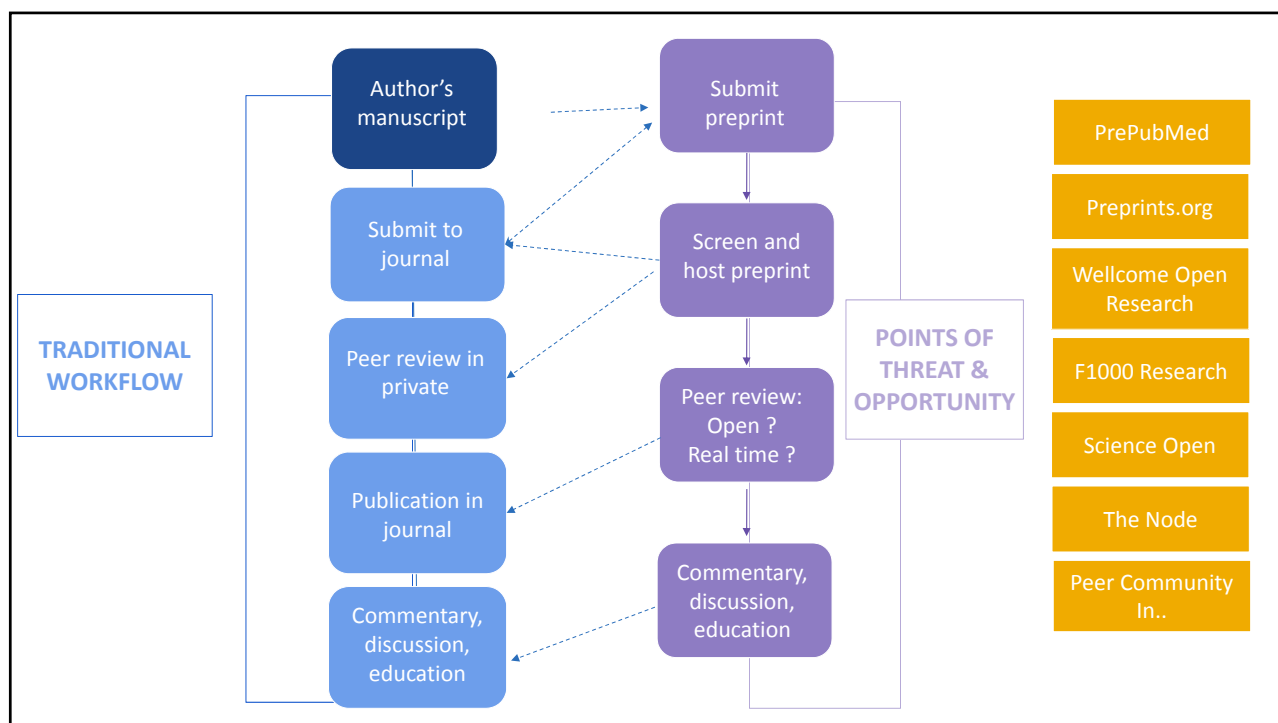 Author's
manuscript
Submit to
journal
Peer review in
private
Publication in
journal
Commentary,
discussion,
education
TRADITIONAL
WORKFLOW
Submit
preprint
Screen and
host preprint
Peer review:
Open ?
Real time ?
Commentary,
discussion,
education
POINTS OF
THREAT &
OPPORTUNITY
PrePubMed
Preprints.org
Wellcome Open
Research
F1000 Research
Science Open
The Node
Peer Community
In..